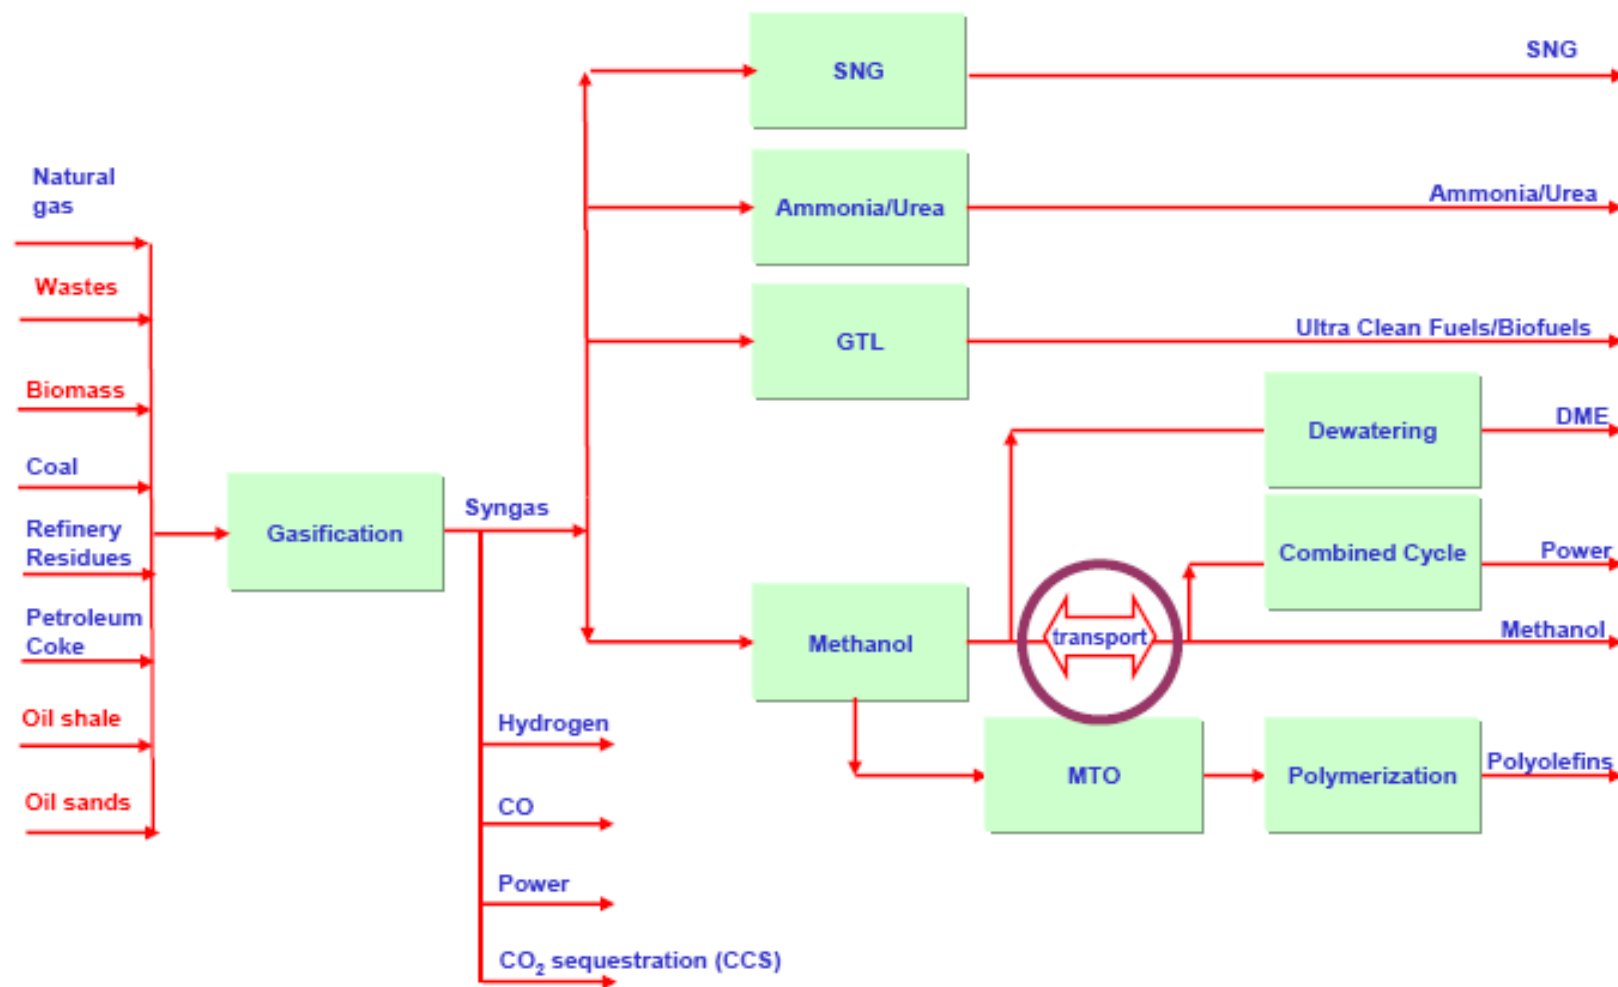 Natural
gas
Wastes
Biomass
Coal
Refinery
Residues
Petroleum
Coke
Oil shale
Oil sands
Gasification
Syngas
Hydrogen
CO
Power
CO₂ sequestration (CCS)
SNG
SNG
Ammonia/Urea
Ammonia/Urea
GTL
Ultra Clean Fuels/Biofuels
Dewatering
DME
Combined Cycle
Power
Methanol
transport
Methanol
MTO
Polymerization
Polyolefins